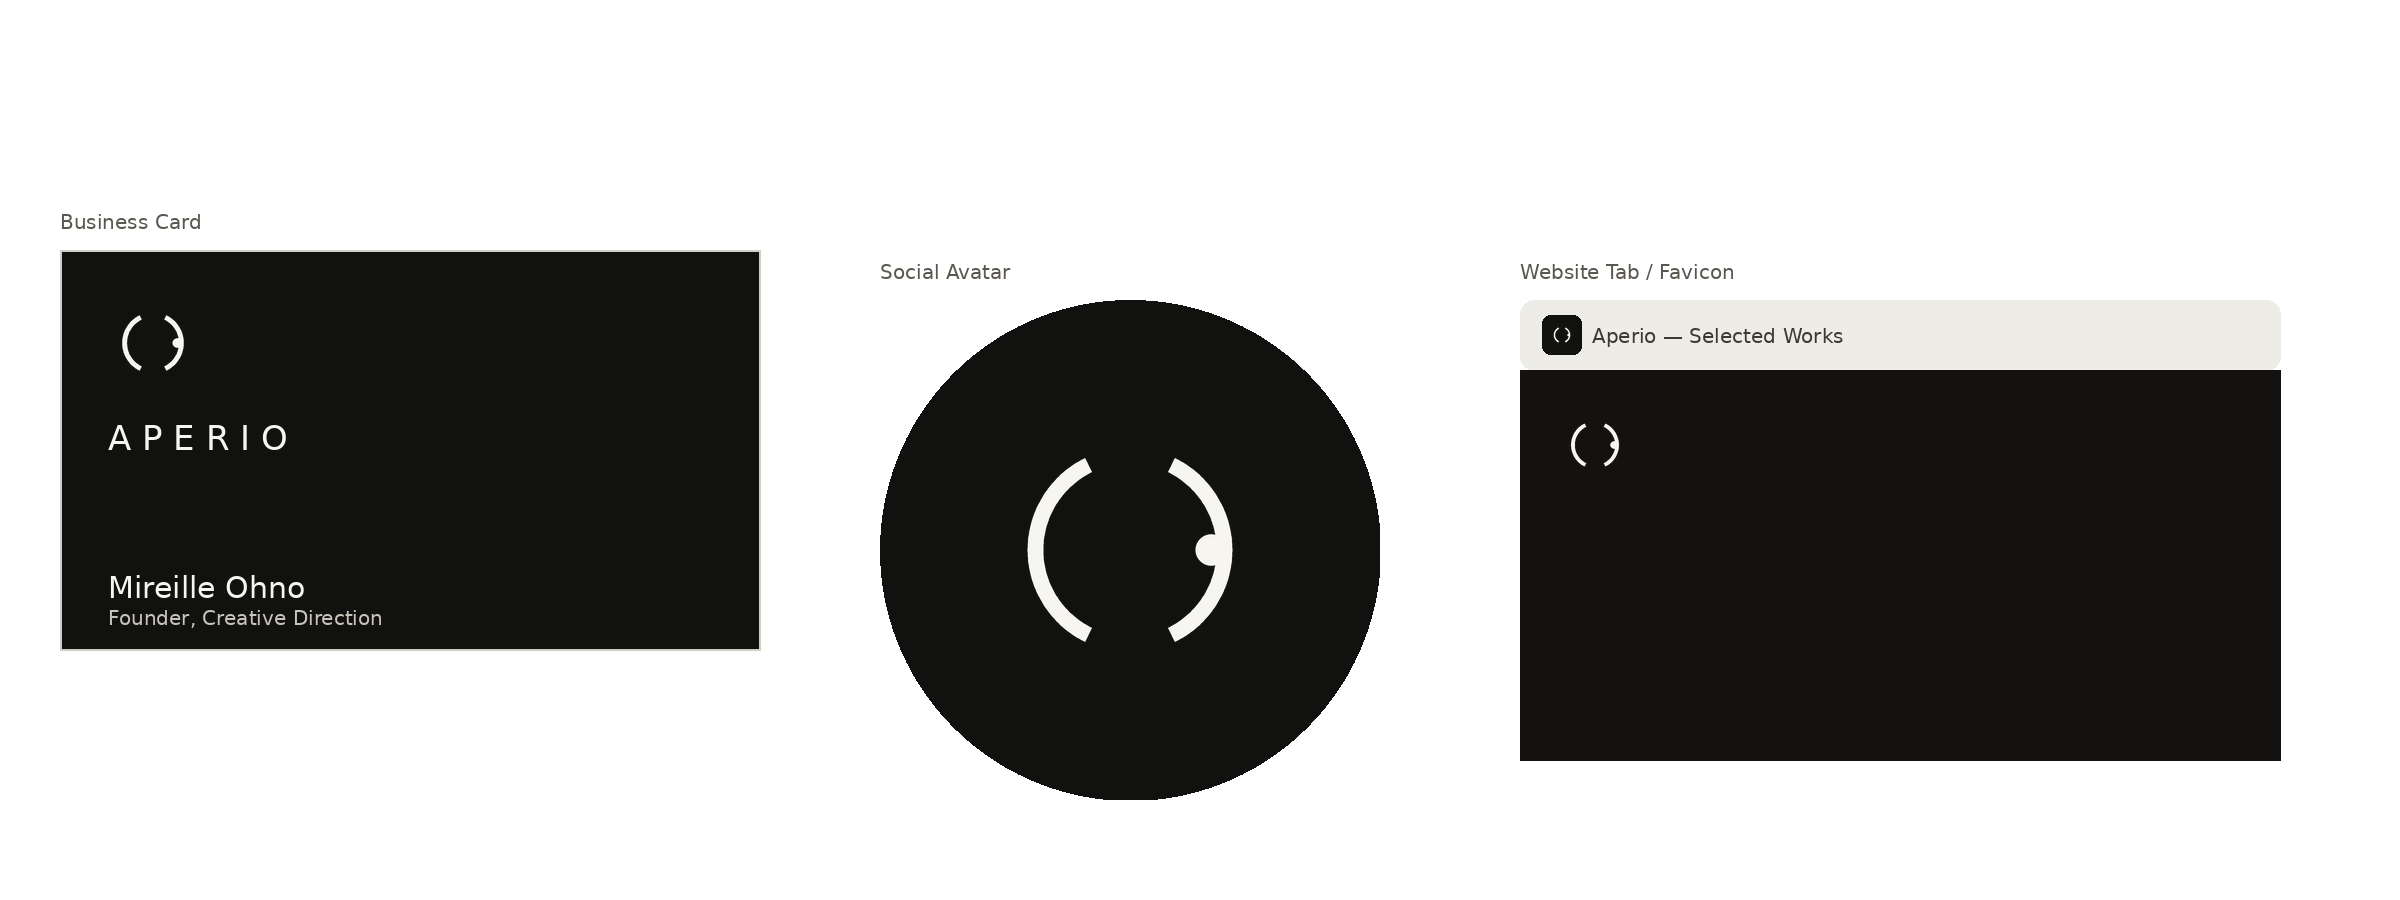 Business Card
APERIO
Mireille Ohno
Founder, Creative Direction
Social Avatar
Website Tab / Favicon
Aperio — Selected Works